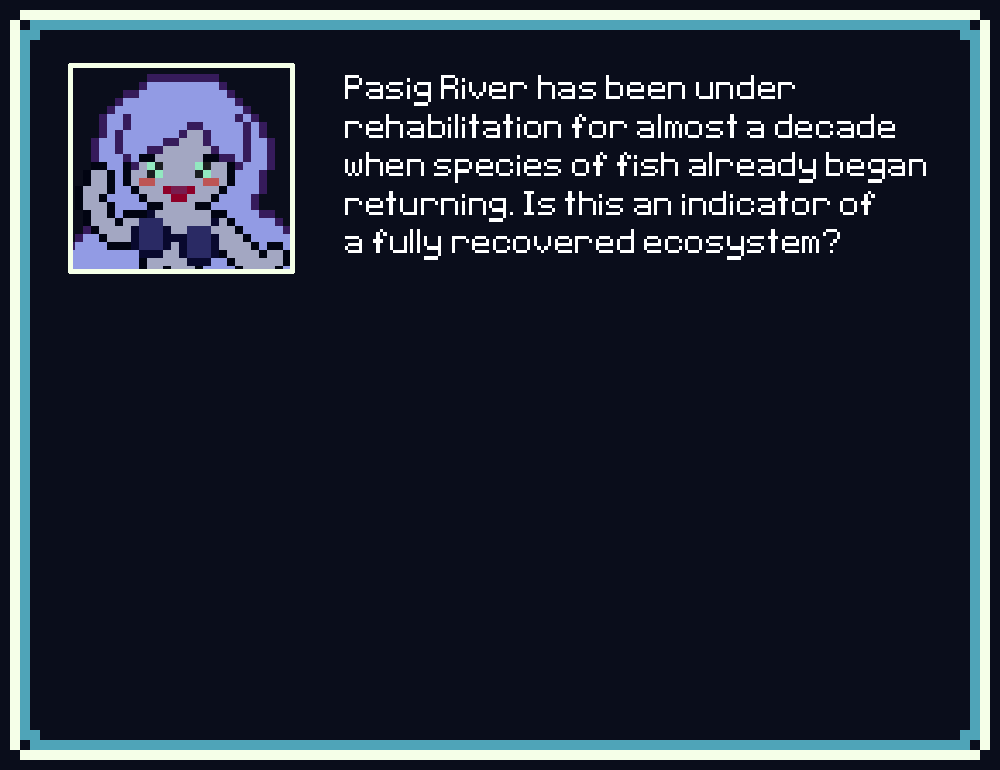 Pasig River has been under
rehabilitation for almost a decade
when species of fish already began
returning. Is this an indicator of
a fully recovered ecosystem?